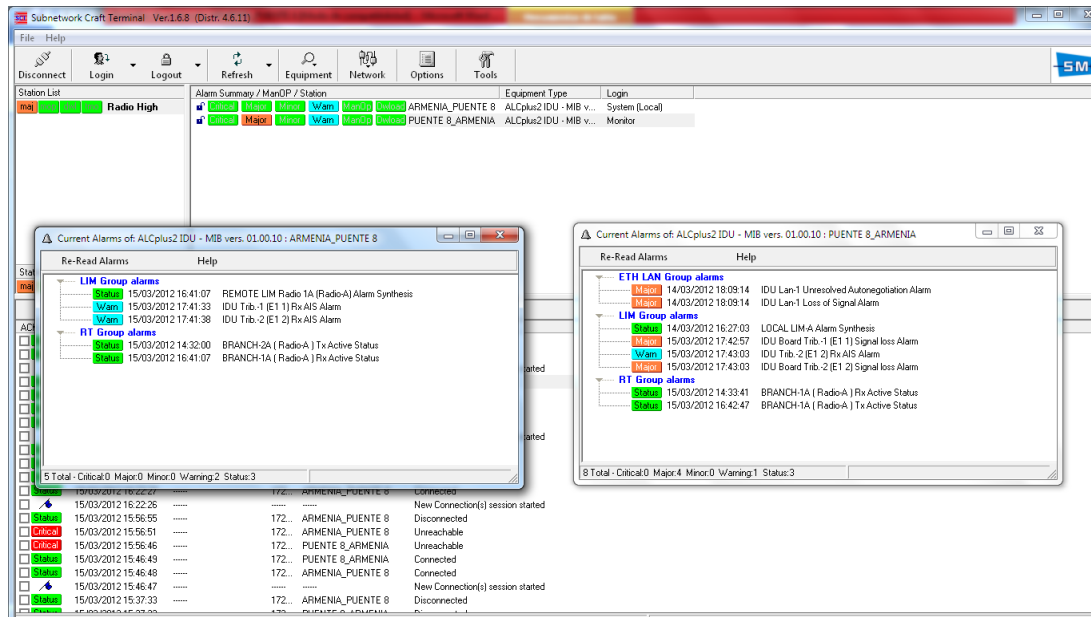 Subnetwork Craft Terminal Ver.1.6.8 (Distr. 4.6.11)
File Help
Disconnect Login Logout Refresh Equipment Network Options Tools
SM
Station List
maj Radio High
Alarm Summary / ManOP / Station Equipment Type Login
Critical Major Minor Warn ManOp Dwload ARMENIA_PUENTE 8 ALCplus2 IDU - MIB v... System (Local)
Critical Major Minor Warn ManOp Dwload PUENTE 8_ARMENIA ALCplus2 IDU - MIB v... Monitor
Current Alarms of: ALCplus2 IDU - MIB vers. 01.00.10 : ARMENIA_PUENTE 8
Re-Read Alarms Help
LIM Group alarms
Status 15/03/2012 16:41:07 REMOTE LIM Radio 1A (Radio-A) Alarm Synthesis
Warn 15/03/2012 17:41:33 IDU Trib.-1 (E1 1) Rx AIS Alarm
Warn 15/03/2012 17:41:38 IDU Trib.-2 (E1 2) Rx AIS Alarm
RT Group alarms
Status 15/03/2012 14:32:00 BRANCH-2A ( Radio-A ) Tx Active Status
Status 15/03/2012 16:41:07 BRANCH-1A ( Radio-A ) Rx Active Status
5 Total - Critical:0 Major:0 Minor:0 Warning:2 Status:3
Current Alarms of: ALCplus2 IDU - MIB vers. 01.00.10 : PUENTE 8_ARMENIA
Re-Read Alarms Help
ETH LAN Group alarms
Major 14/03/2012 18:09:14 IDU Lan-1 Unresolved Autonegotiation Alarm
Major 14/03/2012 18:09:14 IDU Lan-1 Loss of Signal Alarm
LIM Group alarms
Status 14/03/2012 16:27:03 LOCAL LIM-A Alarm Synthesis
Major 15/03/2012 17:42:57 IDU Board Trib.-1 (E1 1) Signal loss Alarm
Warn 15/03/2012 17:43:03 IDU Trib.-2 (E1 2) Rx AIS Alarm
Major 15/03/2012 17:43:03 IDU Board Trib.-2 (E1 2) Signal loss Alarm
RT Group alarms
Status 15/03/2012 14:33:41 BRANCH-1A ( Radio-A ) Rx Active Status
Status 15/03/2012 16:42:47 BRANCH-1A ( Radio-A ) Tx Active Status
8 Total - Critical:0 Major:4 Minor:0 Warning:1 Status:3
Stat
maj
ACK
arted
arted
Status 15/03/2012 16:22:27 ------ 172... ARMENIA_PUENTE 8 Connected
15/03/2012 16:22:26 ------ ------ ------ New Connection(s) session started
Status 15/03/2012 15:56:55 ------ 172... ARMENIA_PUENTE 8 Disconnected
Critical 15/03/2012 15:56:51 ------ 172... ARMENIA_PUENTE 8 Unreachable
Critical 15/03/2012 15:56:46 ------ 172... PUENTE 8_ARMENIA Unreachable
Status 15/03/2012 15:46:49 ------ 172... PUENTE 8_ARMENIA Connected
Status 15/03/2012 15:46:48 ------ 172... ARMENIA_PUENTE 8 Connected
15/03/2012 15:46:47 ------ ------ ------ New Connection(s) session started
Status 15/03/2012 15:37:33 ------ 172... ARMENIA_PUENTE 8 Disconnected